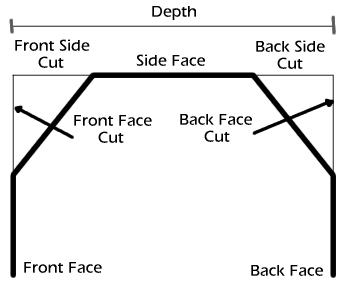 Depth
Front Side
Cut
Side Face
Back Side
Cut
Front Face
Cut
Back Face
Cut
Front Face
Back Face